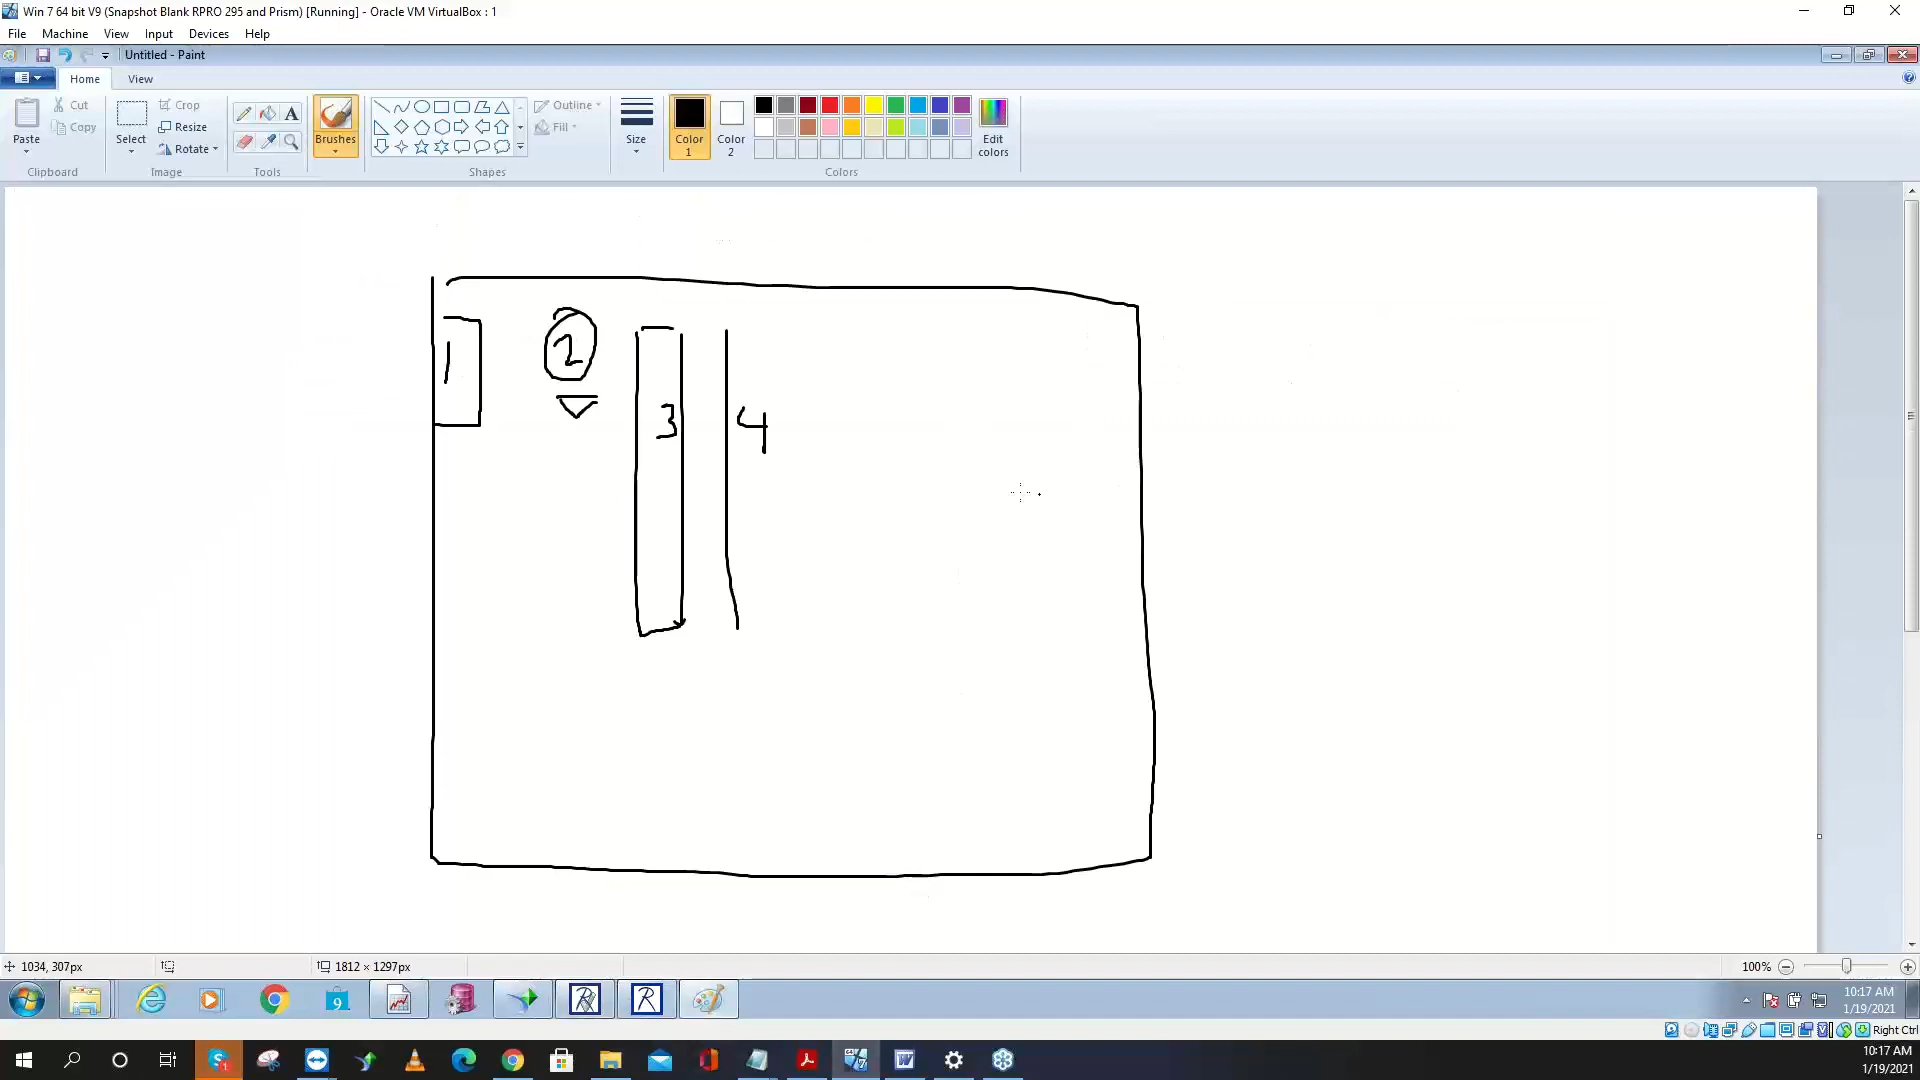 Win 7 64 bit V9 (Snapshot Blank RPRO 295 and Prism) [Running] - Oracle VM VirtualBox : 1
File Machine View Input Devices Help
Untitled - Paint
Home View
Paste
Cut
Copy
Clipboard
Select
Crop
Resize
Rotate
Image
A
Tools
Brushes
Shapes
Outline
Fill
Size
Color 1
Color 2
Edit colors
Colors
1
2
3
4
1034, 307px
1812 × 1297px
100%
9
R
R
10:17 AM
1/19/2021
Right Ctrl
10:17 AM
1/19/2021